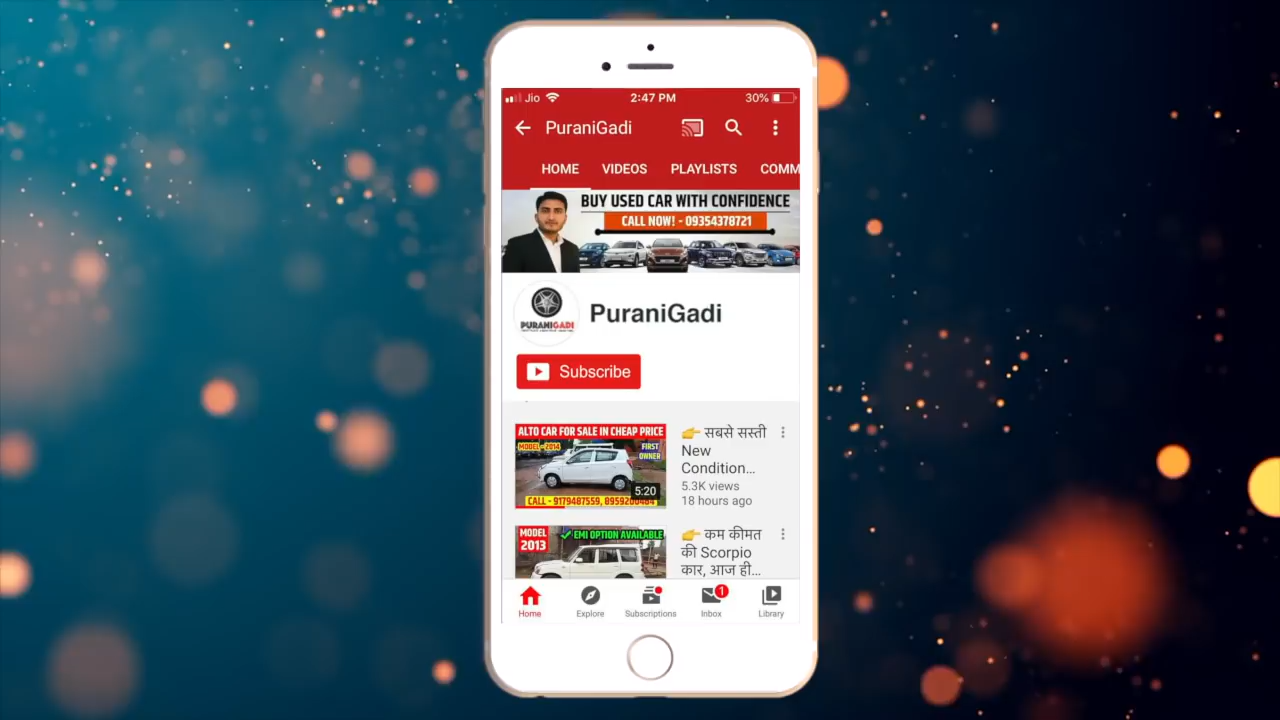 Jio 2:47 PM 30%
PuraniGadi
HOME VIDEOS PLAYLISTS COMM
BUY USED CAR WITH CONFIDENCE
CALL NOW! - 09354378721
PURANIGADI
PuraniGadi
Subscribe
ALTO CAR FOR SALE IN CHEAP PRICE
MODEL - 2014
FIRST
OWNER
5:20
CALL - 9179487559, 8959200484
👉 सबसे सस्ती
New
Condition...
5.3K views
18 hours ago
MODEL
2013
✓ EMI OPTION AVAILABLE
👉 कम कीमत
की Scorpio
कार, आज ही...
1
Home Explore Subscriptions Inbox Library